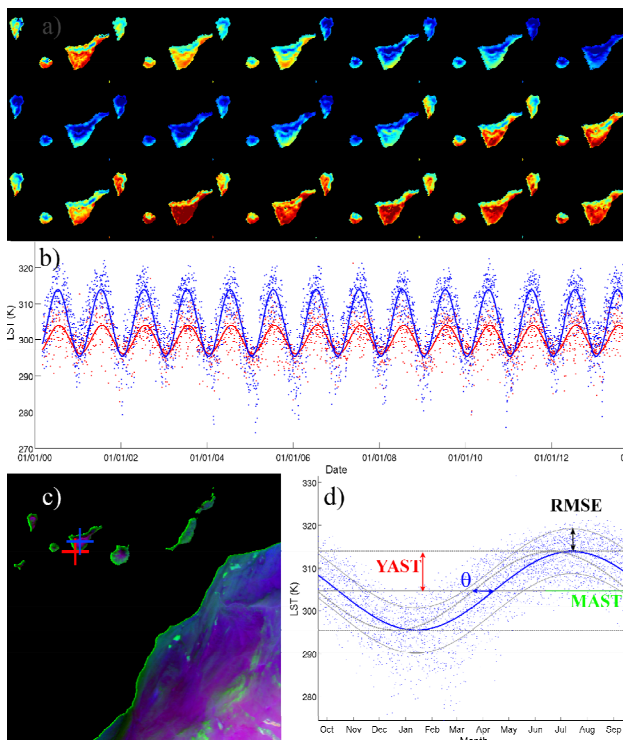 a)
b)
LST (K)
320
310
300
290
280
270
01/01/00 01/01/02 01/01/04 01/01/06 01/01/08 01/01/10 01/01/12 0
Date
c)
d)
LST (K)
330
320
310
300
290
280
RMSE
YAST
θ
MAST
Oct Nov Dec Jan Feb Mar Apr May Jun Jul Aug Sep
Month